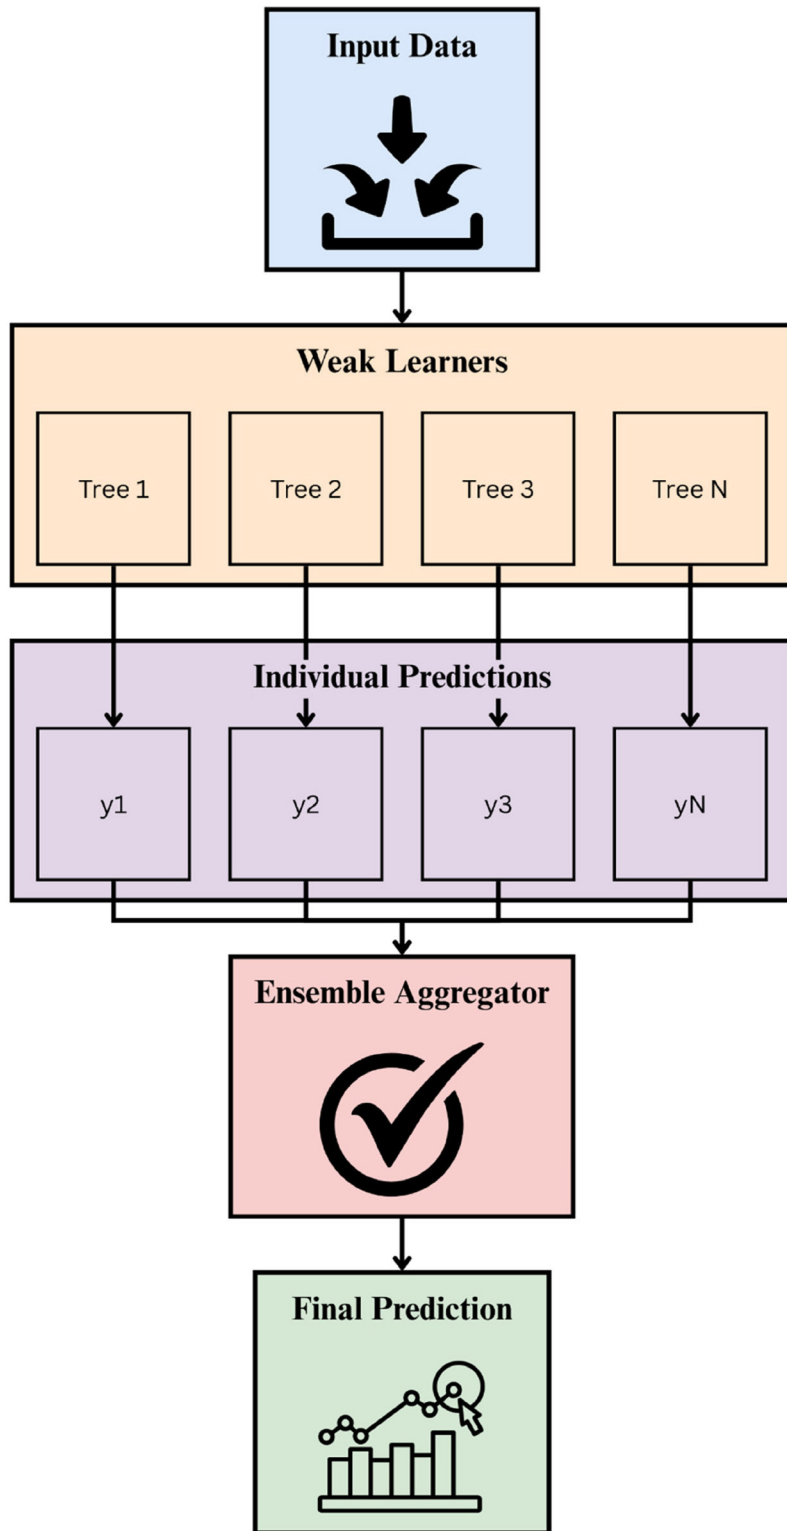 Input Data
Weak Learners
Tree 1 Tree 2 Tree 3 Tree N
Individual Predictions
y1 y2 y3 yN
Ensemble Aggregator
Final Prediction